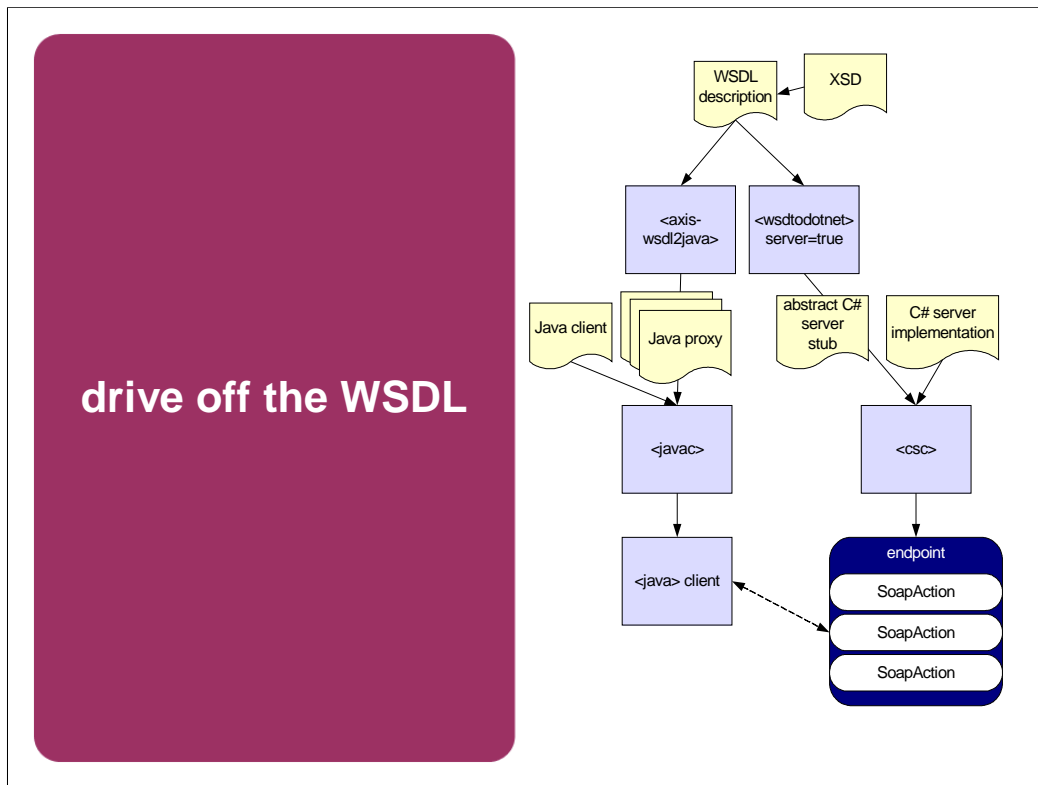 drive off the WSDL
WSDL
description
XSD
<axis-
wsdl2java>
<wsdtodotnet>
server=true
Java client
Java proxy
abstract C#
server
stub
C# server
implementation
<javac>
<csc>
<java> client
endpoint
SoapAction
SoapAction
SoapAction